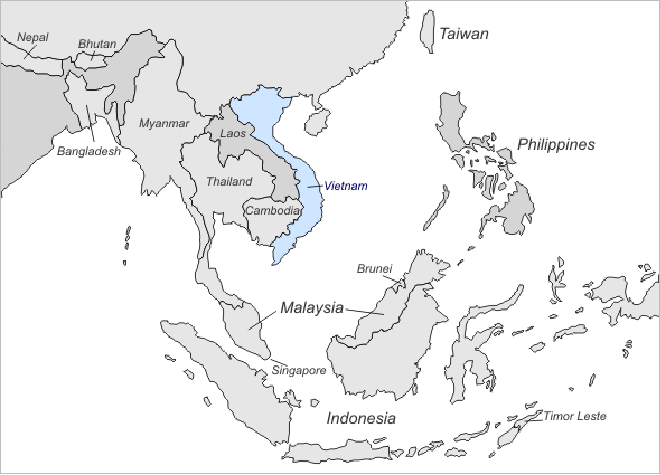 Nepal
Bhutan
Taiwan
Myanmar
Laos
Bangladesh
Philippines
Thailand
Vietnam
Cambodia
Brunei
Malaysia
Singapore
Indonesia
Timor Leste